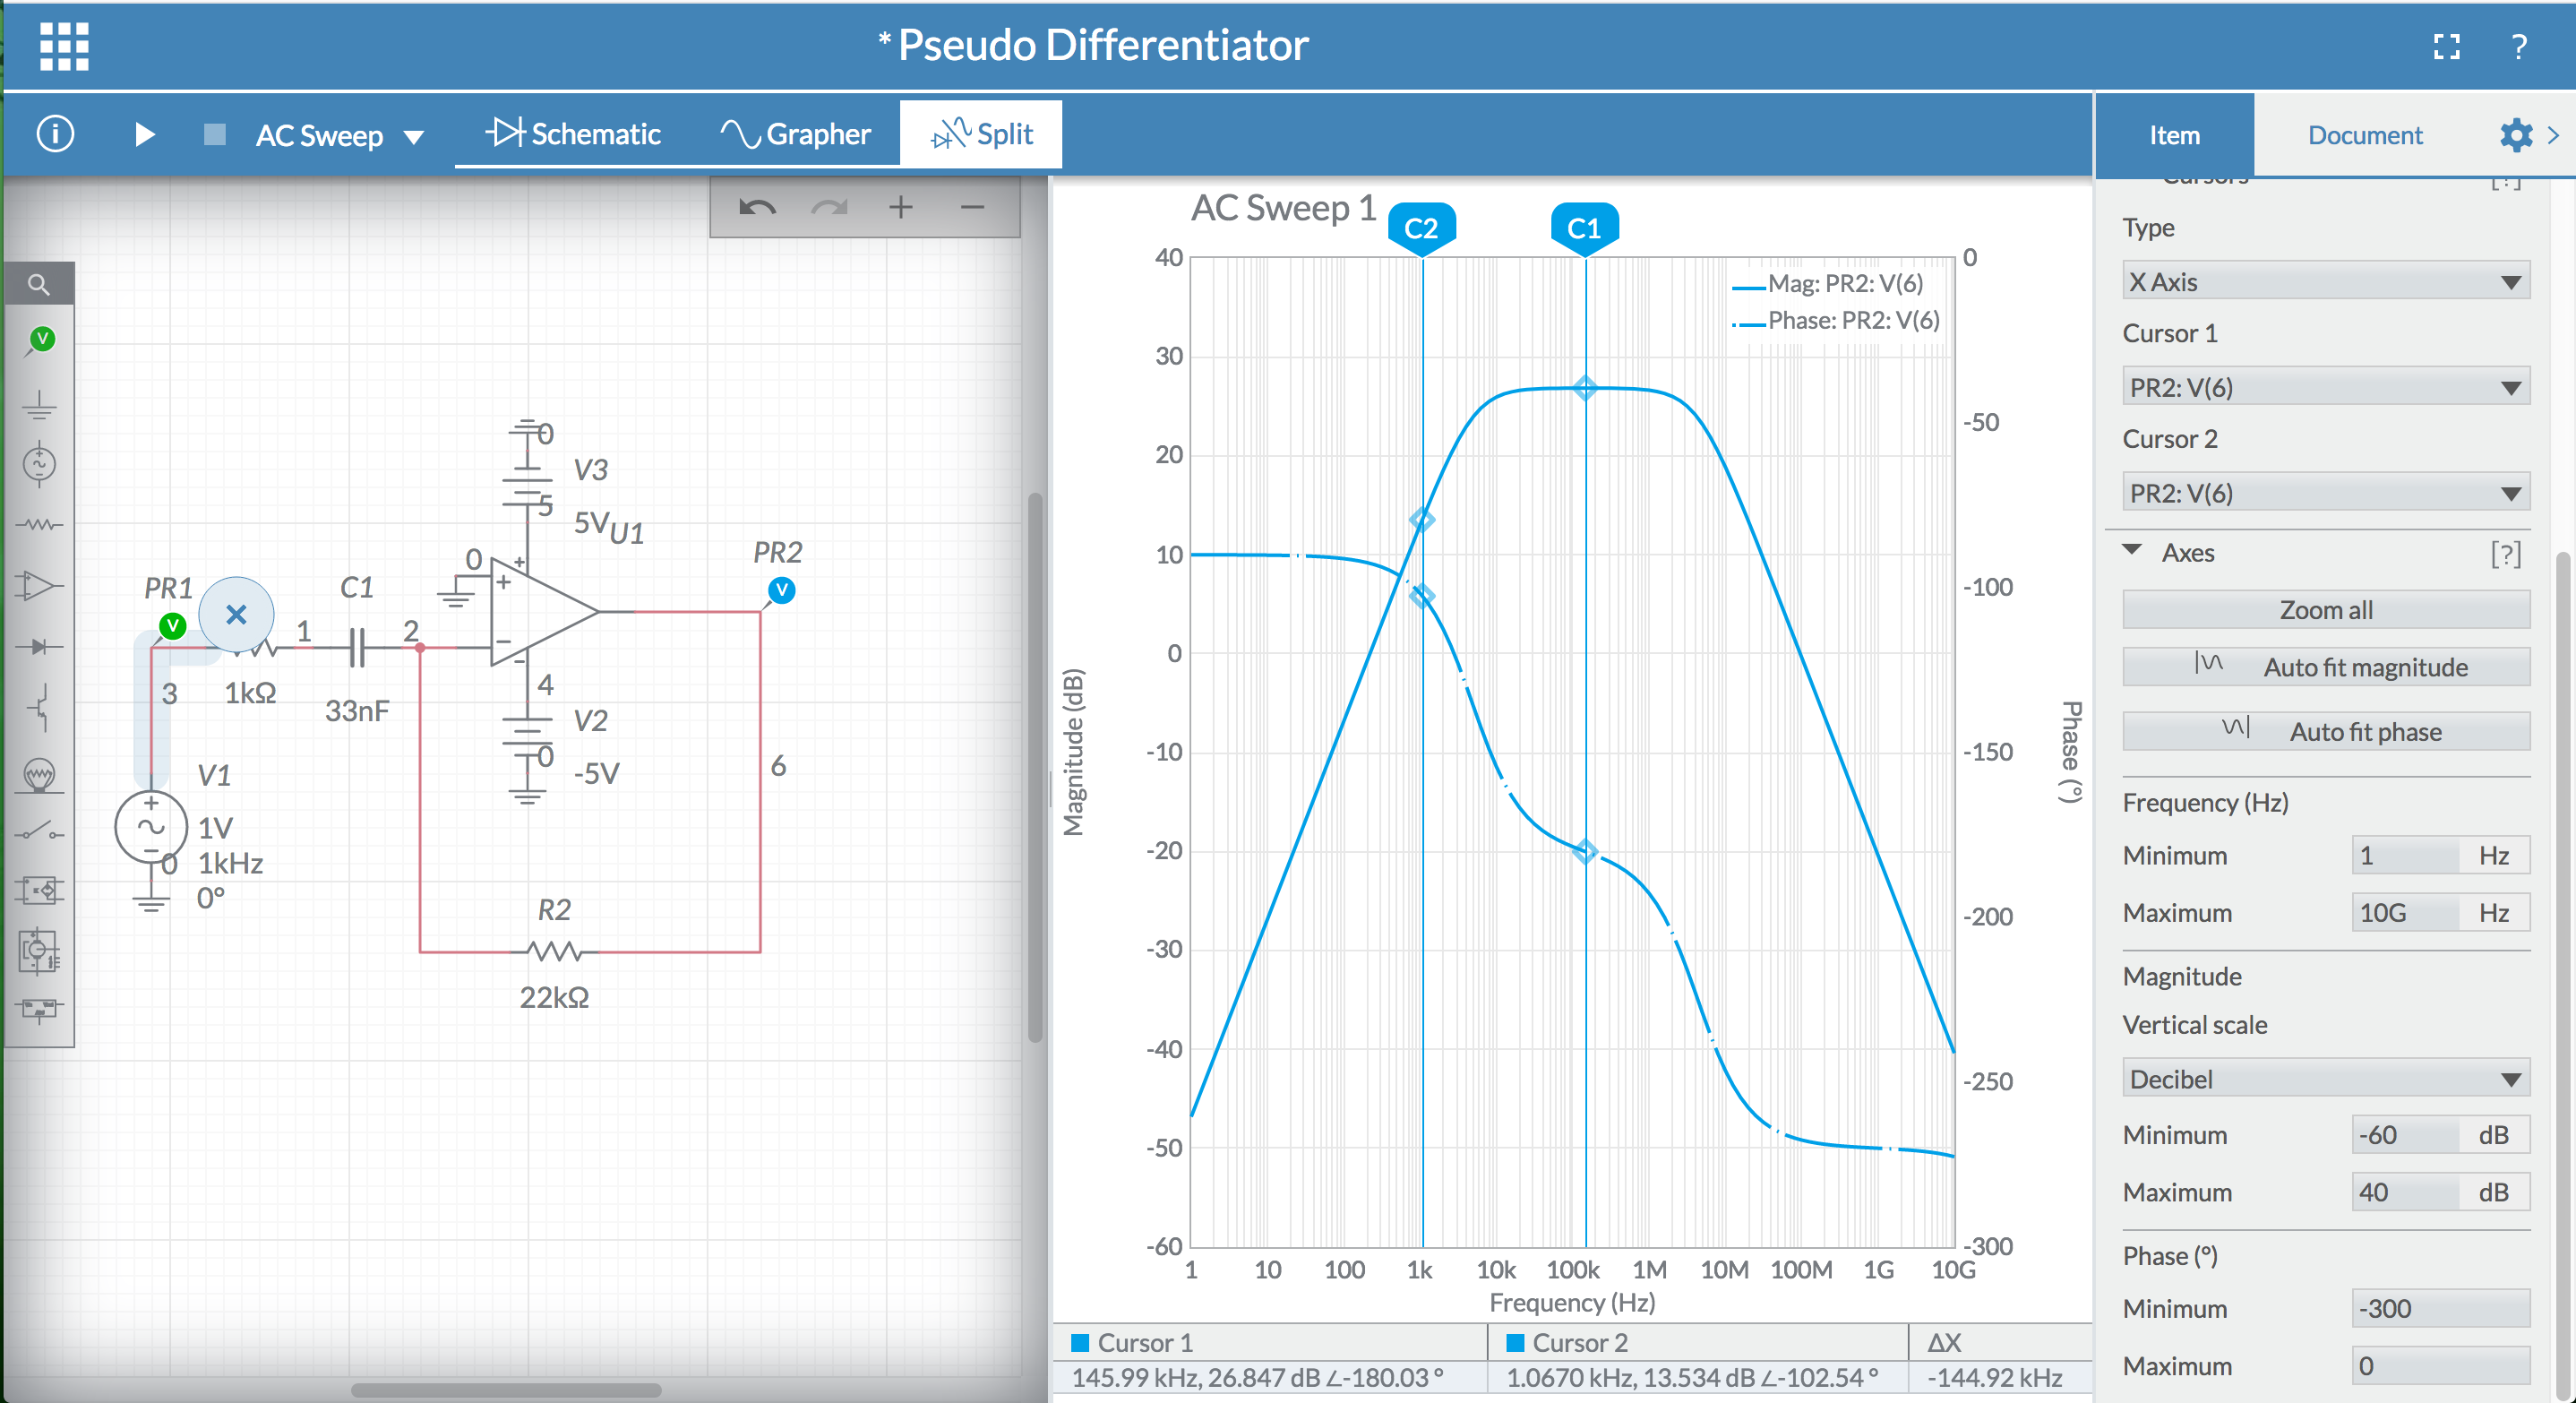 * Pseudo Differentiator
?
i
AC Sweep
Schematic
Grapher
Split
Item
Document
>
V
0
V3
5
5V
U1
0
+
+
PR2
V
PR1
V
×
1
C1
2
−
−
3
1kΩ
33nF
4
V2
0
-5V
6
V1
+
1V
−
0
1kHz
0°
R2
22kΩ
AC Sweep 1
C2
C1
Mag: PR2: V(6)
Phase: PR2: V(6)
Magnitude (dB)
40
30
20
10
0
-10
-20
-30
-40
-50
-60
0
-50
-100
-150
-200
-250
-300
Phase (°)
1 10 100 1k 10k 100k 1M 10M 100M 1G 10G
Frequency (Hz)
Cursor 1
Cursor 2
ΔX
145.99 kHz, 26.847 dB ∠-180.03 °
1.0670 kHz, 13.534 dB ∠-102.54 °
-144.92 kHz
Cursors
[?]
Type
X Axis
Cursor 1
PR2: V(6)
Cursor 2
PR2: V(6)
Axes
[?]
Zoom all
Auto fit magnitude
Auto fit phase
Frequency (Hz)
Minimum 1 Hz
Maximum 10G Hz
Magnitude
Vertical scale
Decibel
Minimum -60 dB
Maximum 40 dB
Phase (°)
Minimum -300
Maximum 0